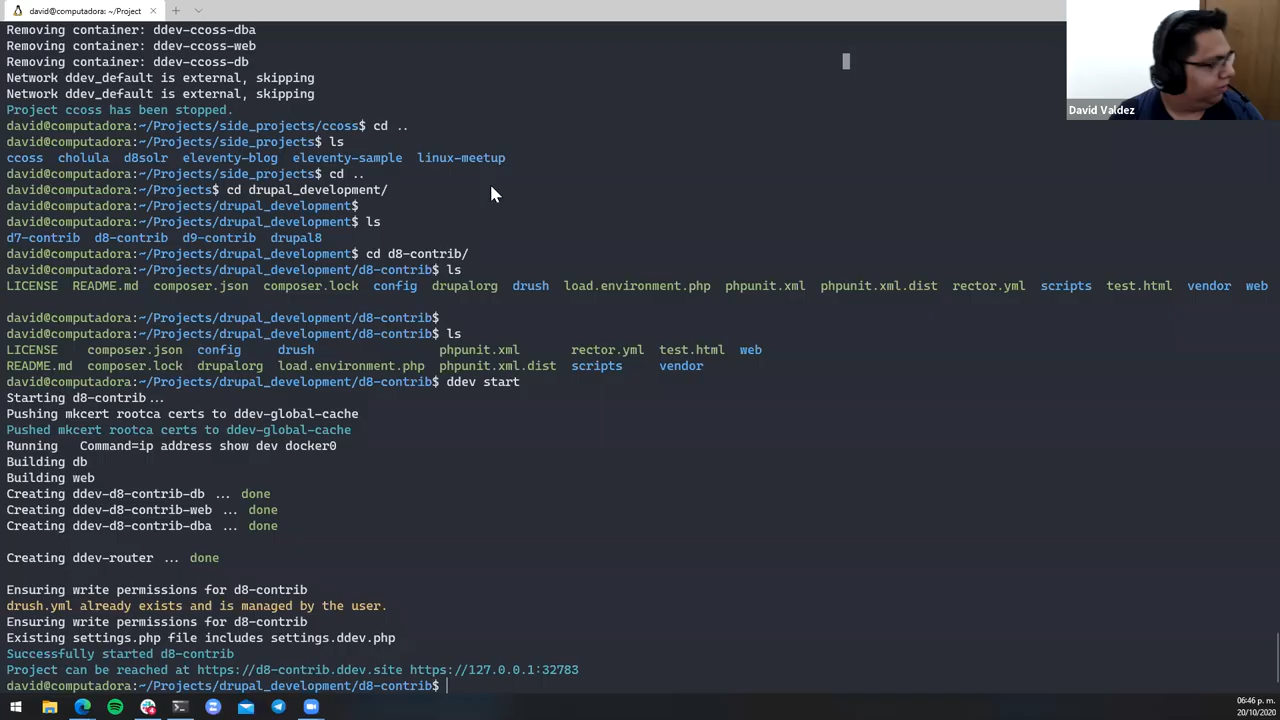 david@computadora: ~/Project
Removing container: ddev-ccoss-dba
Removing container: ddev-ccoss-web
Removing container: ddev-ccoss-db
Network ddev_default is external, skipping
Network ddev_default is external, skipping
Project ccoss has been stopped.
david@computadora:~/Projects/side_projects/ccoss$ cd ..
david@computadora:~/Projects/side_projects$ ls
ccoss cholula d8solr eleventy-blog eleventy-sample linux-meetup
david@computadora:~/Projects/side_projects$ cd ..
david@computadora:~/Projects$ cd drupal_development/
david@computadora:~/Projects/drupal_development$
david@computadora:~/Projects/drupal_development$ ls
d7-contrib d8-contrib d9-contrib drupal8
david@computadora:~/Projects/drupal_development$ cd d8-contrib/
david@computadora:~/Projects/drupal_development/d8-contrib$ ls
LICENSE README.md composer.json composer.lock config drupalorg drush load.environment.php phpunit.xml phpunit.xml.dist rector.yml scripts test.html vendor web
david@computadora:~/Projects/drupal_development/d8-contrib$
david@computadora:~/Projects/drupal_development/d8-contrib$ ls
LICENSE composer.json config drush phpunit.xml rector.yml test.html web
README.md composer.lock drupalorg load.environment.php phpunit.xml.dist scripts vendor
david@computadora:~/Projects/drupal_development/d8-contrib$ ddev start
Starting d8-contrib...
Pushing mkcert rootca certs to ddev-global-cache
Pushed mkcert rootca certs to ddev-global-cache
Running Command=ip address show dev docker0
Building db
Building web
Creating ddev-d8-contrib-db ... done
Creating ddev-d8-contrib-web ... done
Creating ddev-d8-contrib-dba ... done
Creating ddev-router ... done
Ensuring write permissions for d8-contrib
drush.yml already exists and is managed by the user.
Ensuring write permissions for d8-contrib
Existing settings.php file includes settings.ddev.php
Successfully started d8-contrib
Project can be reached at https://d8-contrib.ddev.site https://127.0.0.1:32783
david@computadora:~/Projects/drupal_development/d8-contrib$
David Valdez
06:46 p. m.
20/10/2020